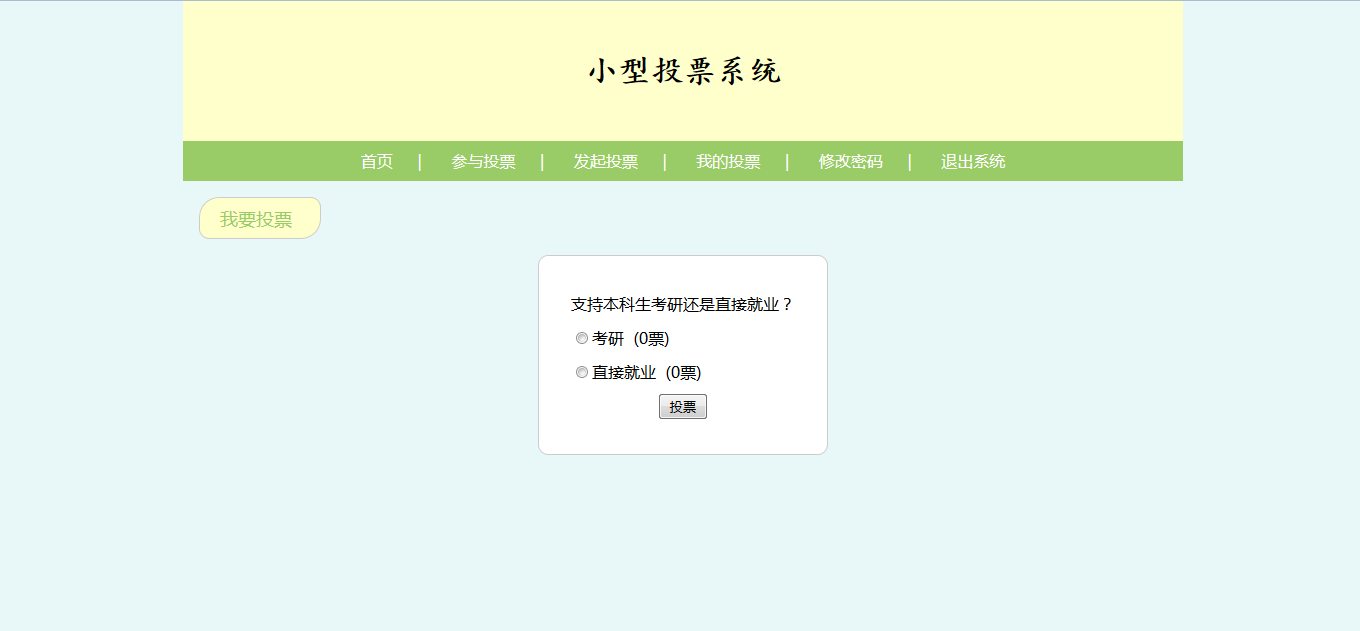 小型投票系统
首页 | 参与投票 | 发起投票 | 我的投票 | 修改密码 | 退出系统
我要投票
支持本科生考研还是直接就业？
考研 (0票)
直接就业 (0票)
投票